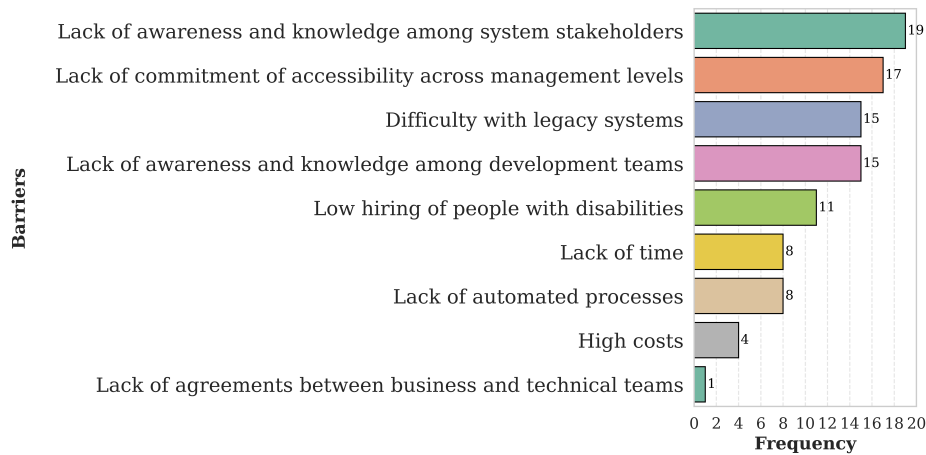 Lack of awareness and knowledge among system stakeholders
19
Lack of commitment of accessibility across management levels
17
Difficulty with legacy systems
15
Lack of awareness and knowledge among development teams
15
Low hiring of people with disabilities
11
Lack of time
8
Lack of automated processes
8
High costs
4
Lack of agreements between business and technical teams
1
Barriers
0 2 4 6 8 10 12 14 16 18 20
Frequency